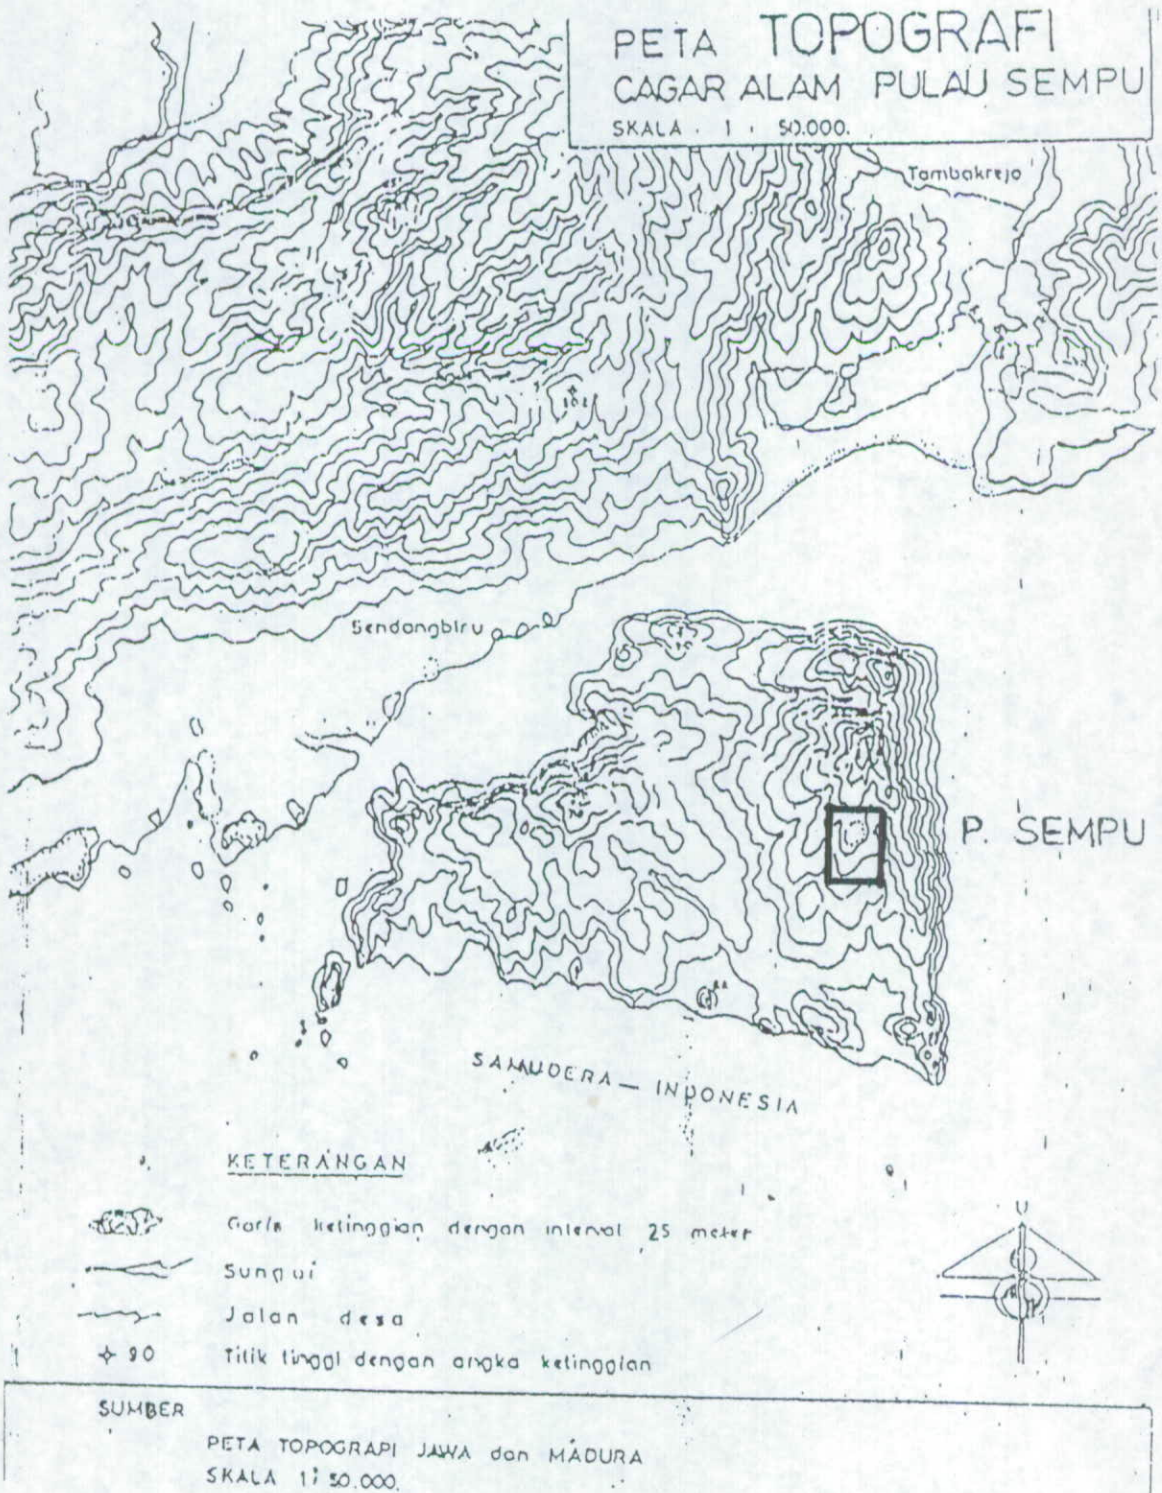 PETA TOPOGRAFI
CAGAR ALAM PULAU SEMPU
SKALA . 1 : 50.000.
Tambakrejo
Sendangbiru
P. SEMPU
SAMUDERA — INDONESIA
KETERANGAN
Garis ketinggian dengan interval 25 meter
Sungai
Jalan desa
90 Titik tinggi dengan angka ketinggian
U
SUMBER
PETA TOPOGRAPI JAWA dan MADURA
SKALA 1: 50.000.